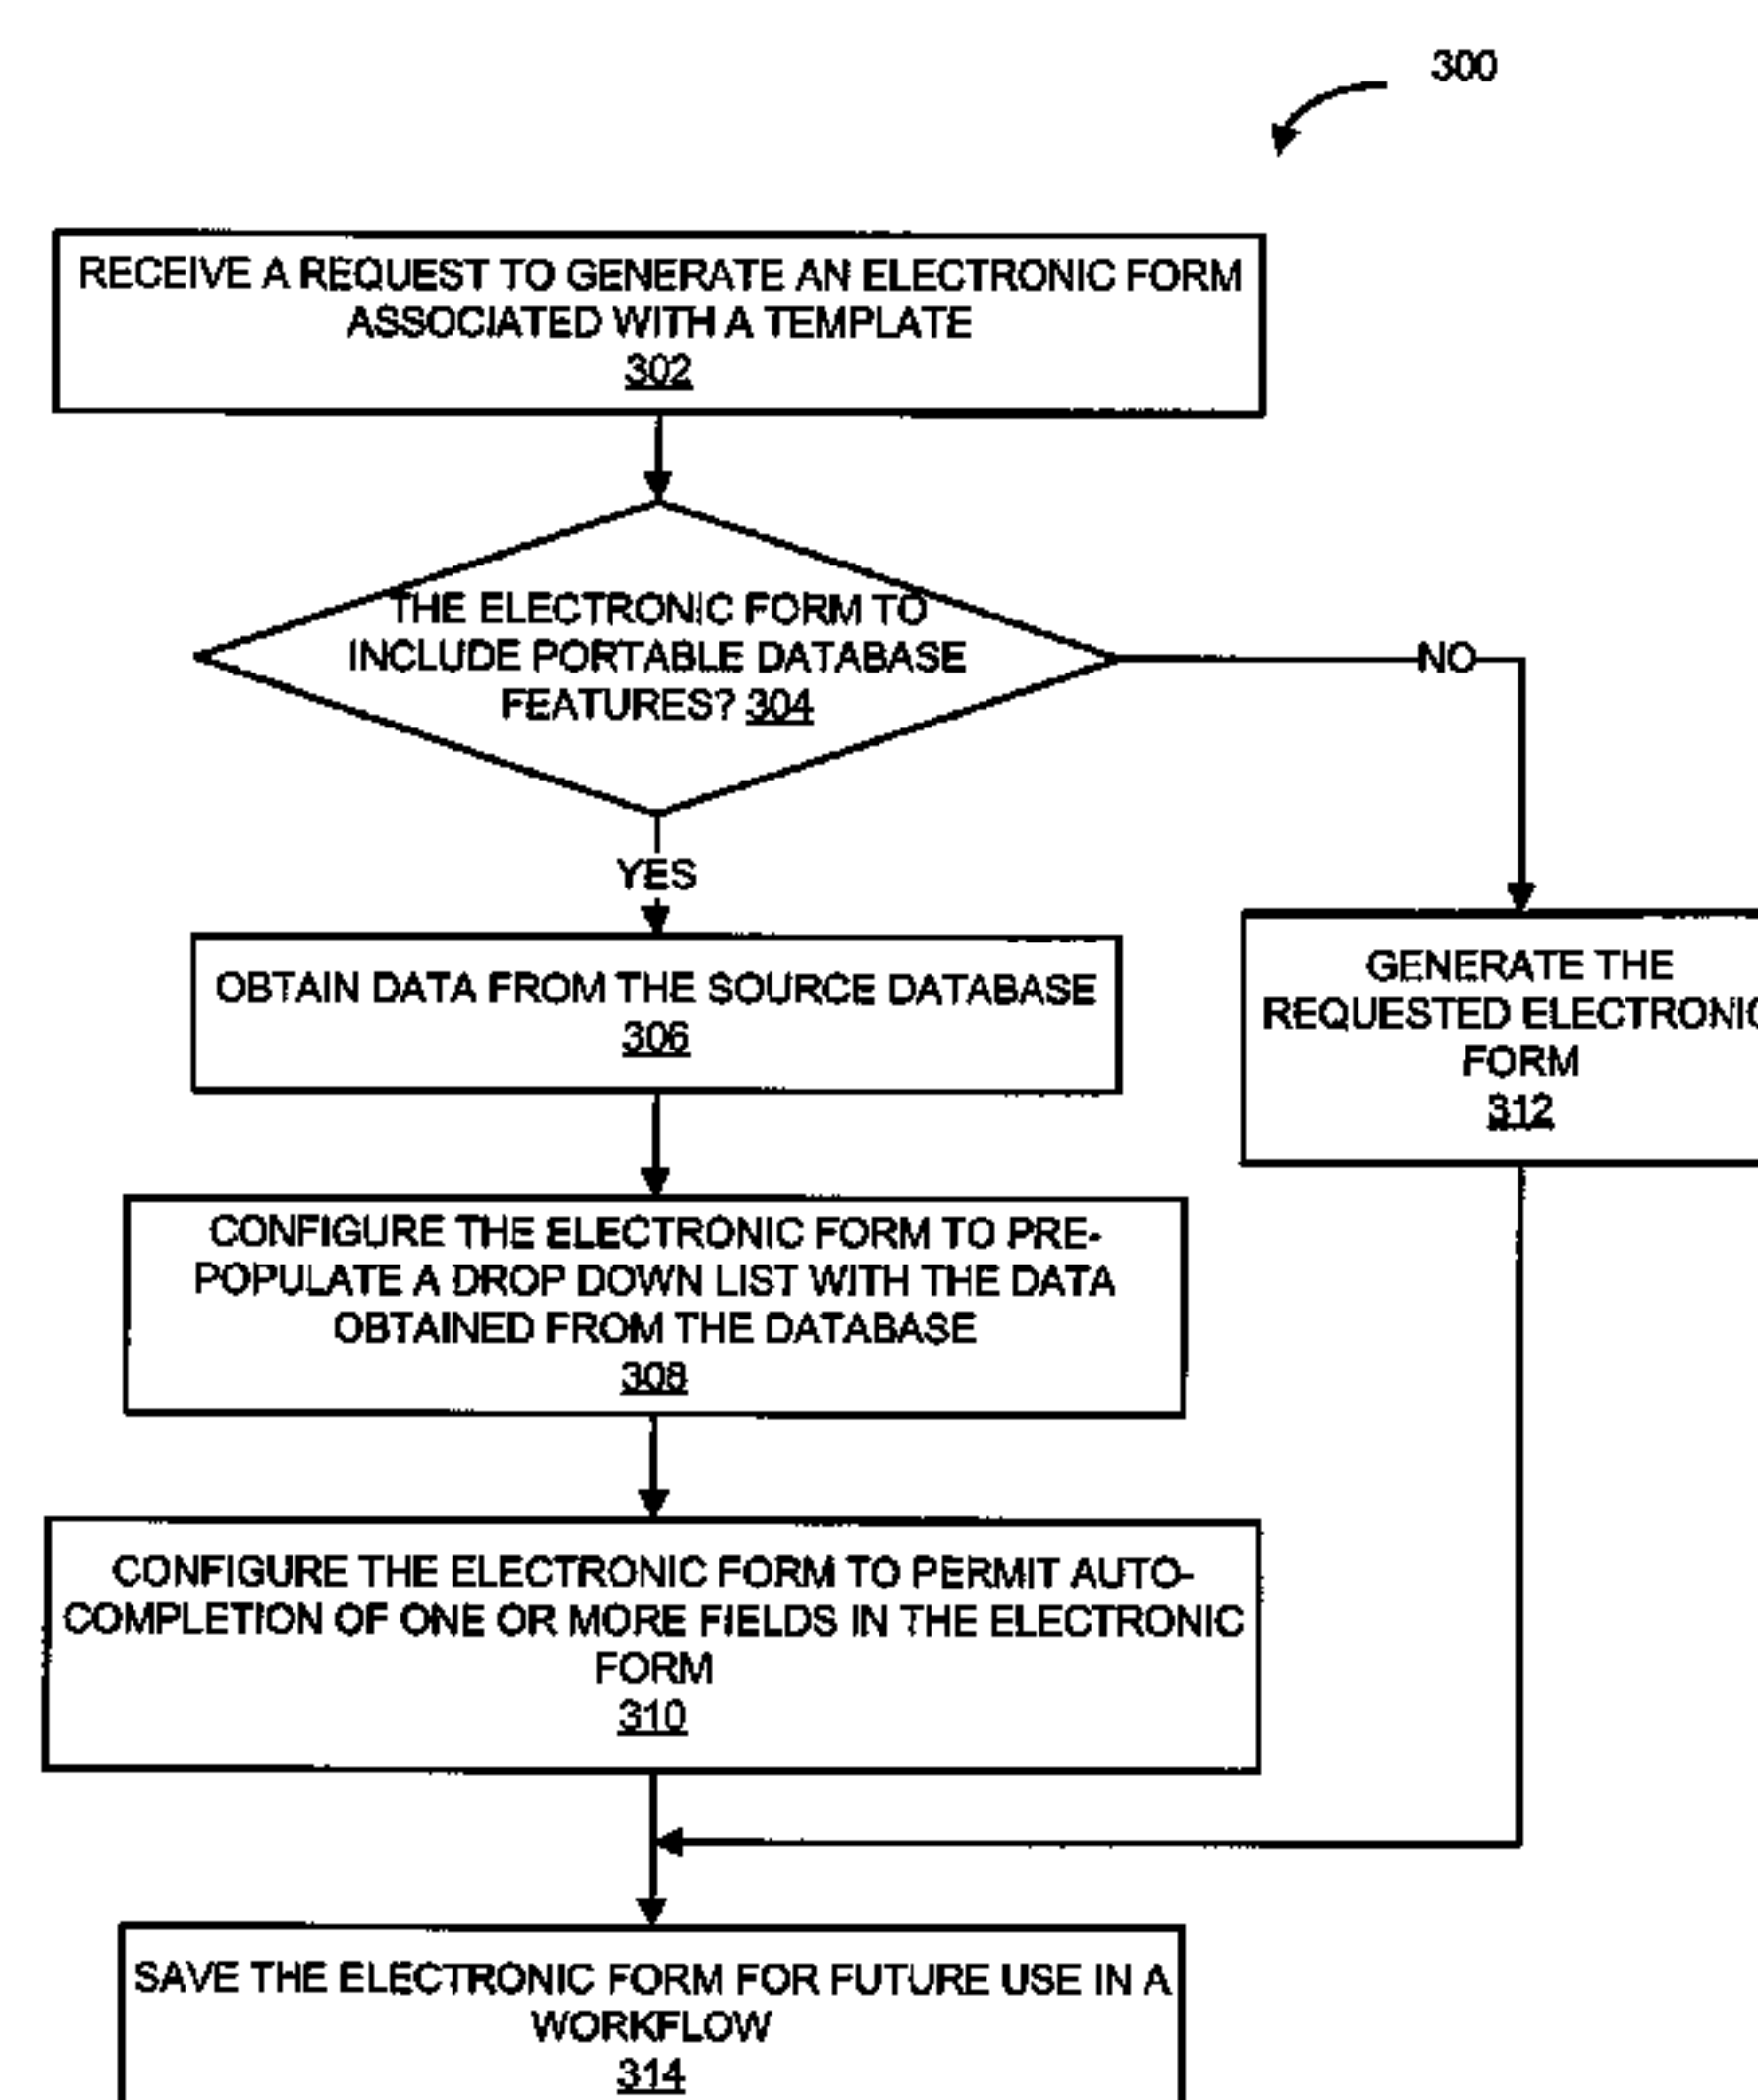 300
RECEIVE A REQUEST TO GENERATE AN ELECTRONIC FORM
ASSOCIATED WITH A TEMPLATE
302
THE ELECTRONIC FORM TO
INCLUDE PORTABLE DATABASE
FEATURES? 304
NO
YES
OBTAIN DATA FROM THE SOURCE DATABASE
306
GENERATE THE
REQUESTED ELECTRONIC
FORM
312
CONFIGURE THE ELECTRONIC FORM TO PRE-
POPULATE A DROP DOWN LIST WITH THE DATA
OBTAINED FROM THE DATABASE
308
CONFIGURE THE ELECTRONIC FORM TO PERMIT AUTO-
COMPLETION OF ONE OR MORE FIELDS IN THE ELECTRONIC
FORM
310
SAVE THE ELECTRONIC FORM FOR FUTURE USE IN A
WORKFLOW
314